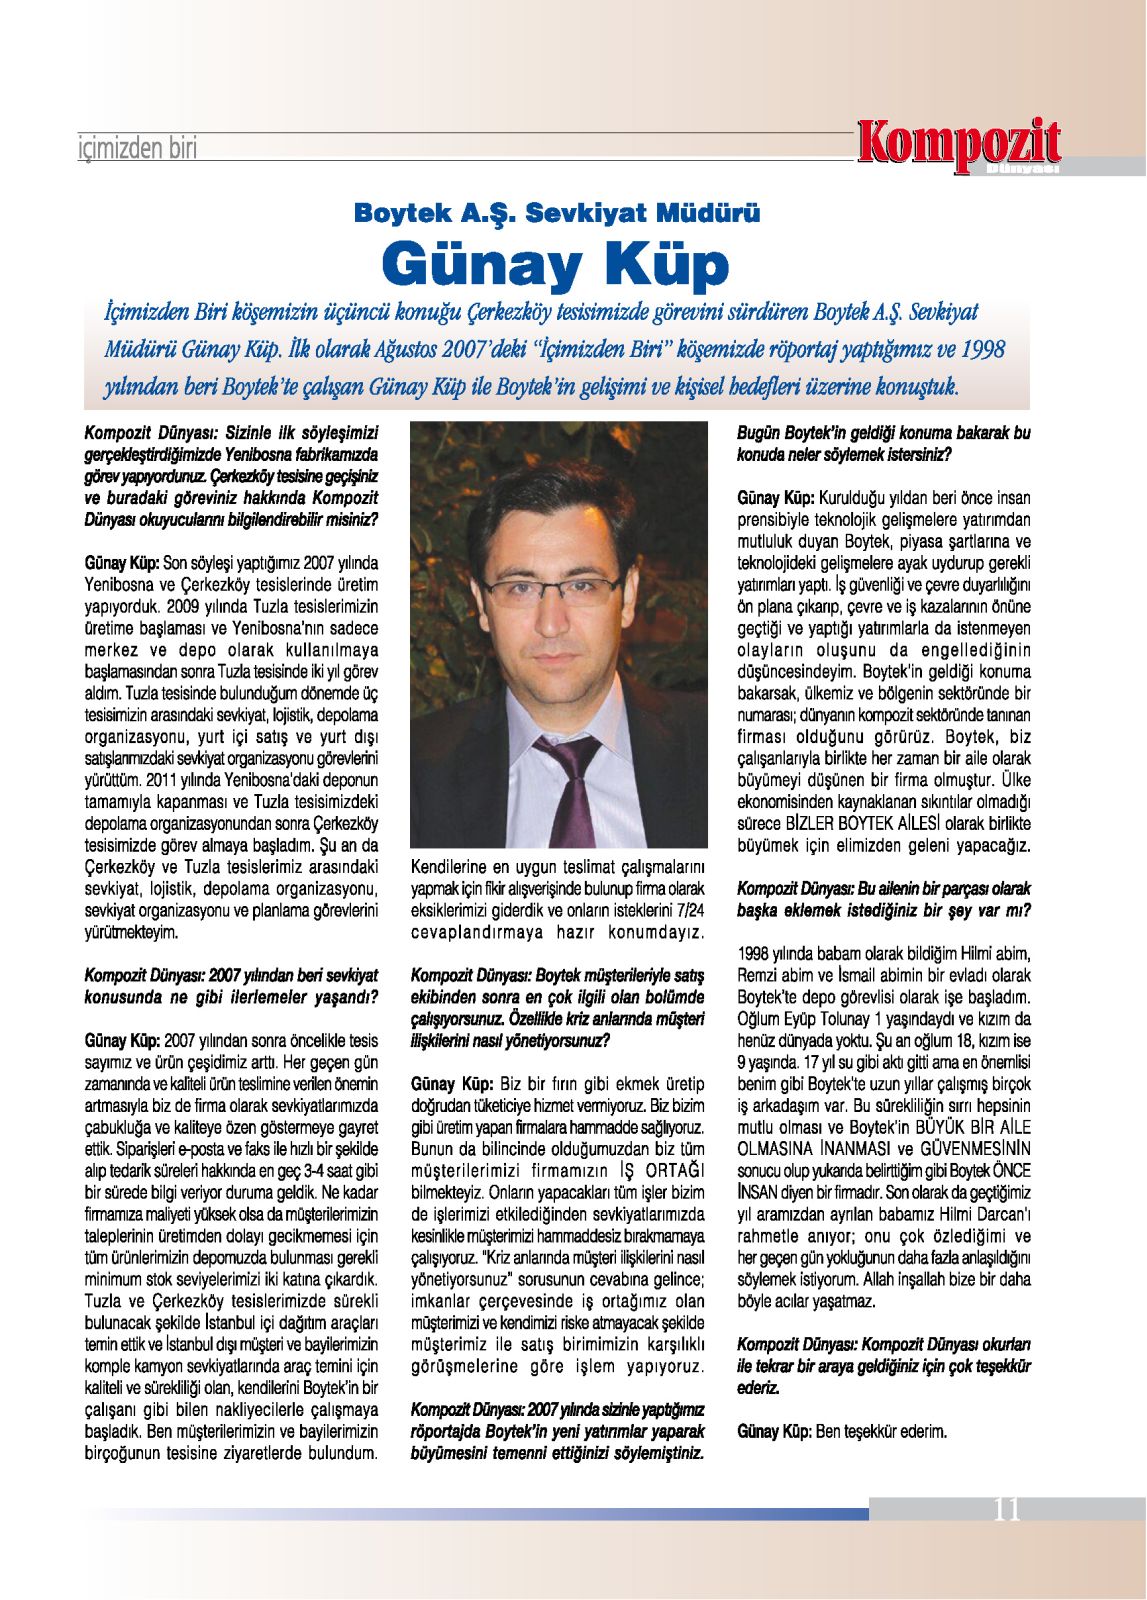 içimizden biri
Kompozit
Dünyası
Boytek A.Ş. Sevkiyat Müdürü
Günay Küp
İçimizden Biri köşemizin üçüncü konuğu Çerkezköy tesisimizde görevini sürdüren Boytek A.Ş. Sevkiyat
Müdürü Günay Küp. İlk olarak Ağustos 2007'deki “İçimizden Biri” köşemizde röportaj yaptığımız ve 1998
yılından beri Boytek'te çalışan Günay Küp ile Boytek'in gelişimi ve kişisel hedefleri üzerine konuştuk.
Kompozit Dünyası: Sizinle ilk söyleşimizi
gerçekleştirdiğimizde Yenibosna fabrikamızda
görev yapıyordunuz. Çerkezköy tesisine geçişiniz
ve buradaki göreviniz hakkında Kompozit
Dünyası okuyucularını bilgilendirebilir misiniz?
Günay Küp: Son söyleşi yaptığımız 2007 yılında
Yenibosna ve Çerkezköy tesislerinde üretim
yapıyorduk. 2009 yılında Tuzla tesislerimizin
üretime başlaması ve Yenibosna'nın sadece
merkez ve depo olarak kullanılmaya
başlamasından sonra Tuzla tesisinde iki yıl görev
aldım. Tuzla tesisinde bulunduğum dönemde üç
tesisimizin arasındaki sevkiyat, lojistik, depolama
organizasyonu, yurt içi satış ve yurt dışı
satışlarımızdaki sevkiyat organizasyonu görevlerini
yürüttüm. 2011 yılında Yenibosna'daki deponun
tamamıyla kapanması ve Tuzla tesisimizdeki
depolama organizasyonundan sonra Çerkezköy
tesisimizde görev almaya başladım. Şu an da
Çerkezköy ve Tuzla tesislerimiz arasındaki
sevkiyat, lojistik, depolama organizasyonu,
sevkiyat organizasyonu ve planlama görevlerini
yürütmekteyim.
Kompozit Dünyası: 2007 yılından beri sevkiyat
konusunda ne gibi ilerlemeler yaşandı?
Günay Küp: 2007 yılından sonra öncelikle tesis
sayımız ve ürün çeşidimiz arttı. Her geçen gün
zamanında ve kaliteli ürün teslimine verilen önemin
artmasıyla biz de firma olarak sevkiyatlarımızda
çabukluğa ve kaliteye özen göstermeye gayret
ettik. Siparişleri e-posta ve faks ile hızlı bir şekilde
alıp tedarik süreleri hakkında en geç 3-4 saat gibi
bir sürede bilgi veriyor duruma geldik. Ne kadar
firmamıza maliyeti yüksek olsa da müşterilerimizin
taleplerinin üretimden dolayı gecikmemesi için
tüm ürünlerimizin depomuzda bulunması gerekli
minimum stok seviyelerimizi iki katına çıkardık.
Tuzla ve Çerkezköy tesislerimizde sürekli
bulunacak şekilde İstanbul içi dağıtım araçları
temin ettik ve İstanbul dışı müşteri ve bayilerimizin
komple kamyon sevkiyatlarında araç temini için
kaliteli ve sürekliliği olan, kendilerini Boytek'in bir
çalışanı gibi bilen nakliyecilerle çalışmaya
başladık. Ben müşterilerimizin ve bayilerimizin
birçoğunun tesisine ziyaretlerde bulundum.
Kendilerine en uygun teslimat çalışmalarını
yapmak için fikir alışverişinde bulunup firma olarak
eksiklerimizi giderdik ve onların isteklerini 7/24
cevaplandırmaya hazır konumdayız.
Kompozit Dünyası: Boytek müşterileriyle satış
ekibinden sonra en çok ilgili olan bolümde
çalışıyorsunuz. Özellikle kriz anlarında müşteri
ilişkilerini nasıl yönetiyorsunuz?
Günay Küp: Biz bir fırın gibi ekmek üretip
doğrudan tüketiciye hizmet vermiyoruz. Biz bizim
gibi üretim yapan firmalara hammadde sağlıyoruz.
Bunun da bilincinde olduğumuzdan biz tüm
müşterilerimizi firmamızın İŞ ORTAĞI
bilmekteyiz. Onların yapacakları tüm işler bizim
de işlerimizi etkilediğinden sevkiyatlarımızda
kesinlikle müşterimizi hammaddesiz bırakmamaya
çalışıyoruz. “Kriz anlarında müşteri ilişkilerini nasıl
yönetiyorsunuz” sorusunun cevabına gelince;
imkanlar çerçevesinde iş ortağımız olan
müşterimizi ve kendimizi riske atmayacak şekilde
müşterimiz ile satış birimimizin karşılıklı
görüşmelerine göre işlem yapıyoruz.
Kompozit Dünyası: 2007 yılında sizinle yaptığımız
röportajda Boytek'in yeni yatırımlar yaparak
büyümesini temenni ettiğinizi söylemiştiniz.
Bugün Boytek'in geldiği konuma bakarak bu
konuda neler söylemek istersiniz?
Günay Küp: Kurulduğu yıldan beri önce insan
prensibiyle teknolojik gelişmelere yatırımdan
mutluluk duyan Boytek, piyasa şartlarına ve
teknolojideki gelişmelere ayak uydurup gerekli
yatırımları yaptı. İş güvenliği ve çevre duyarlılığını
ön plana çıkarıp, çevre ve iş kazalarının önüne
geçtiği ve yaptığı yatırımlarla da istenmeyen
olayların oluşunu da engellediğinin
düşüncesindeyim. Boytek'in geldiği konuma
bakarsak, ülkemiz ve bölgenin sektöründe bir
numarası; dünyanın kompozit sektöründe tanınan
firması olduğunu görürüz. Boytek, biz
çalışanlarıyla birlikte her zaman bir aile olarak
büyümeyi düşünen bir firma olmuştur. Ülke
ekonomisinden kaynaklanan sıkıntılar olmadığı
sürece BİZLER BOYTEK AİLESİ olarak birlikte
büyümek için elimizden geleni yapacağız.
Kompozit Dünyası: Bu ailenin bir parçası olarak
başka eklemek istediğiniz bir şey var mı?
1998 yılında babam olarak bildiğim Hilmi abim,
Remzi abim ve İsmail abimin bir evladı olarak
Boytek'te depo görevlisi olarak işe başladım.
Oğlum Eyüp Tolunay 1 yaşındaydı ve kızım da
henüz dünyada yoktu. Şu an oğlum 18, kızım ise
9 yaşında. 17 yıl su gibi aktı gitti ama en önemlisi
benim gibi Boytek'te uzun yıllar çalışmış birçok
iş arkadaşım var. Bu sürekliliğin sırrı hepsinin
mutlu olması ve Boytek'in BÜYÜK BİR AİLE
OLMASINA İNANMASI ve GÜVENMESİNİN
sonucu olup yukarıda belirttiğim gibi Boytek ÖNCE
İNSAN diyen bir firmadır. Son olarak da geçtiğimiz
yıl aramızdan ayrılan babamız Hilmi Darcan'ı
rahmetle anıyor; onu çok özlediğimi ve
her geçen gün yokluğunun daha fazla anlaşıldığını
söylemek istiyorum. Allah inşallah bize bir daha
böyle acılar yaşatmaz.
Kompozit Dünyası: Kompozit Dünyası okurları
ile tekrar bir araya geldiğiniz için çok teşekkür
ederiz.
Günay Küp: Ben teşekkür ederim.
11